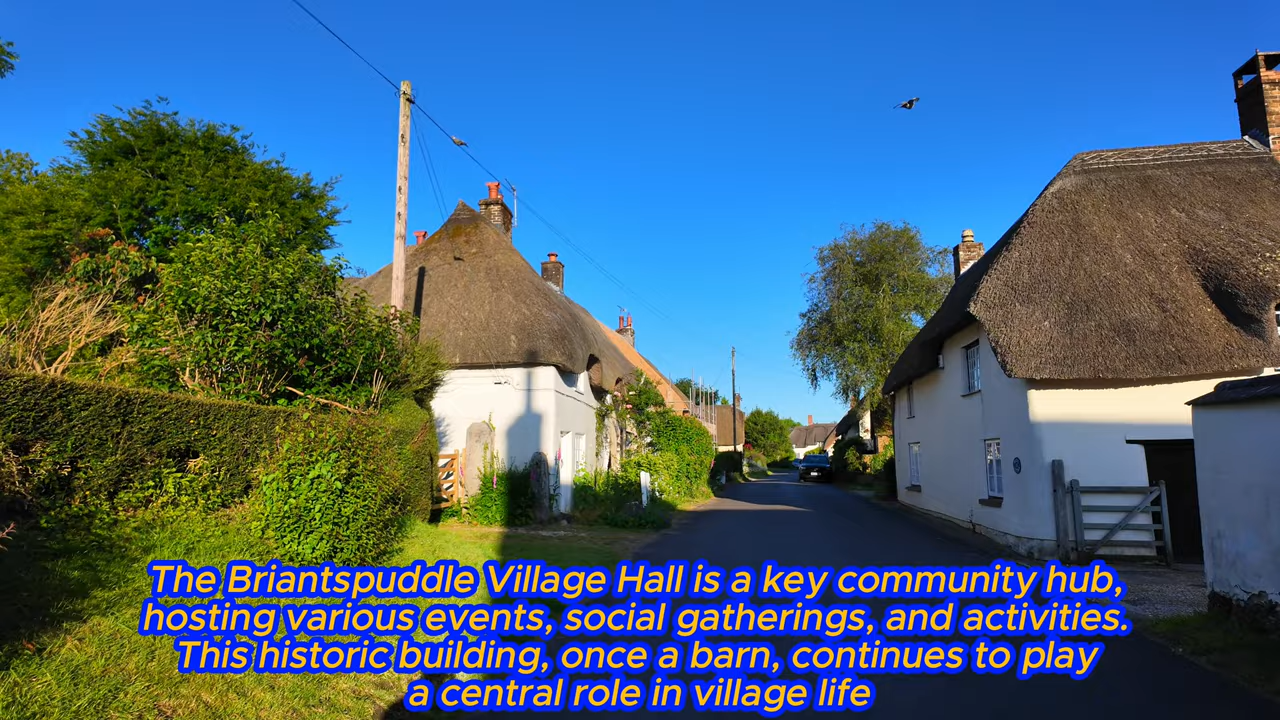 The Briantspuddle Village Hall is a key community hub,
hosting various events, social gatherings, and activities.
This historic building, once a barn, continues to play
a central role in village life